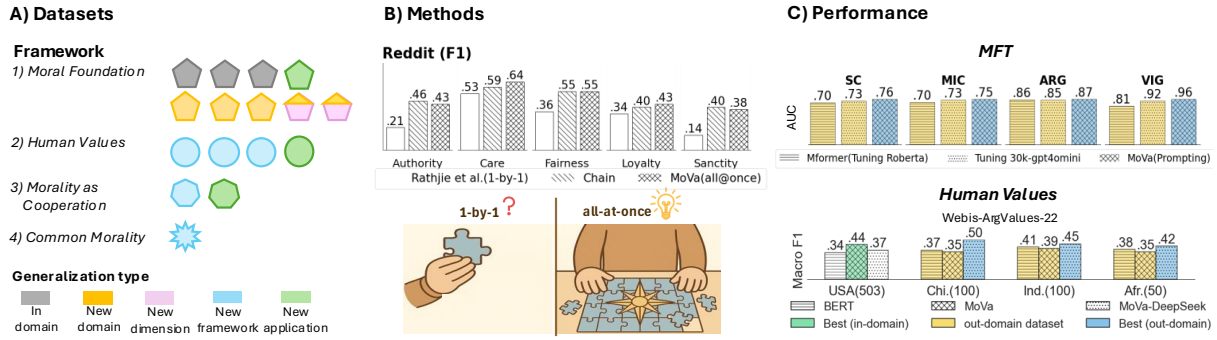 A) Datasets
Framework
1) Moral Foundation
2) Human Values
3) Morality as
Cooperation
4) Common Morality
Generalization type
In
domain
New
domain
New
dimension
New
framework
New
application
B) Methods
Reddit (F1)
.21 .46 .43
.53 .59 .64
.36 .55 .55
.34 .40 .43
.14 .40 .38
Authority Care Fairness Loyalty Sanctity
Rathjie et al.(1-by-1) Chain MoVa(all@once)
1-by-1 ?
all-at-once
C) Performance
MFT
SC MIC ARG VIG
AUC
.70 .73 .76
.70 .73 .75
.86 .85 .87
.81 .92 .96
Mformer(Tuning Roberta) Tuning 30k-gpt4omini MoVa(Prompting)
Human Values
Webis-ArgValues-22
Macro F1
.34 .44 .37
.37 .35 .50
.41 .39 .45
.38 .35 .42
USA(503) Chi.(100) Ind.(100) Afr.(50)
BERT MoVa MoVa-DeepSeek
Best (in-domain) out-domain dataset Best (out-domain)